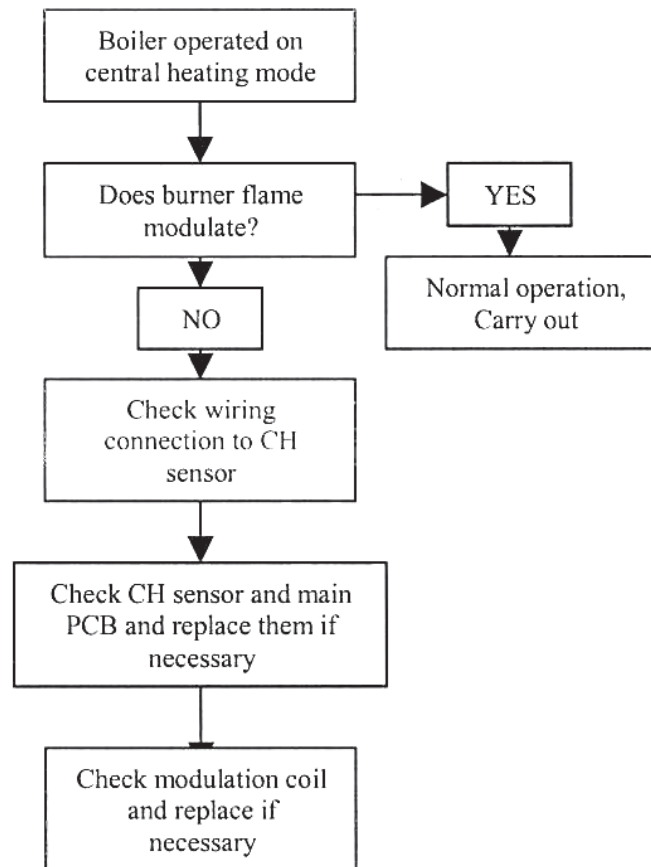 Boiler operated on
central heating mode
Does burner flame
modulate?
YES
Normal operation,
Carry out
NO
Check wiring
connection to CH
sensor
Check CH sensor and main
PCB and replace them if
necessary
Check modulation coil
and replace if
necessary